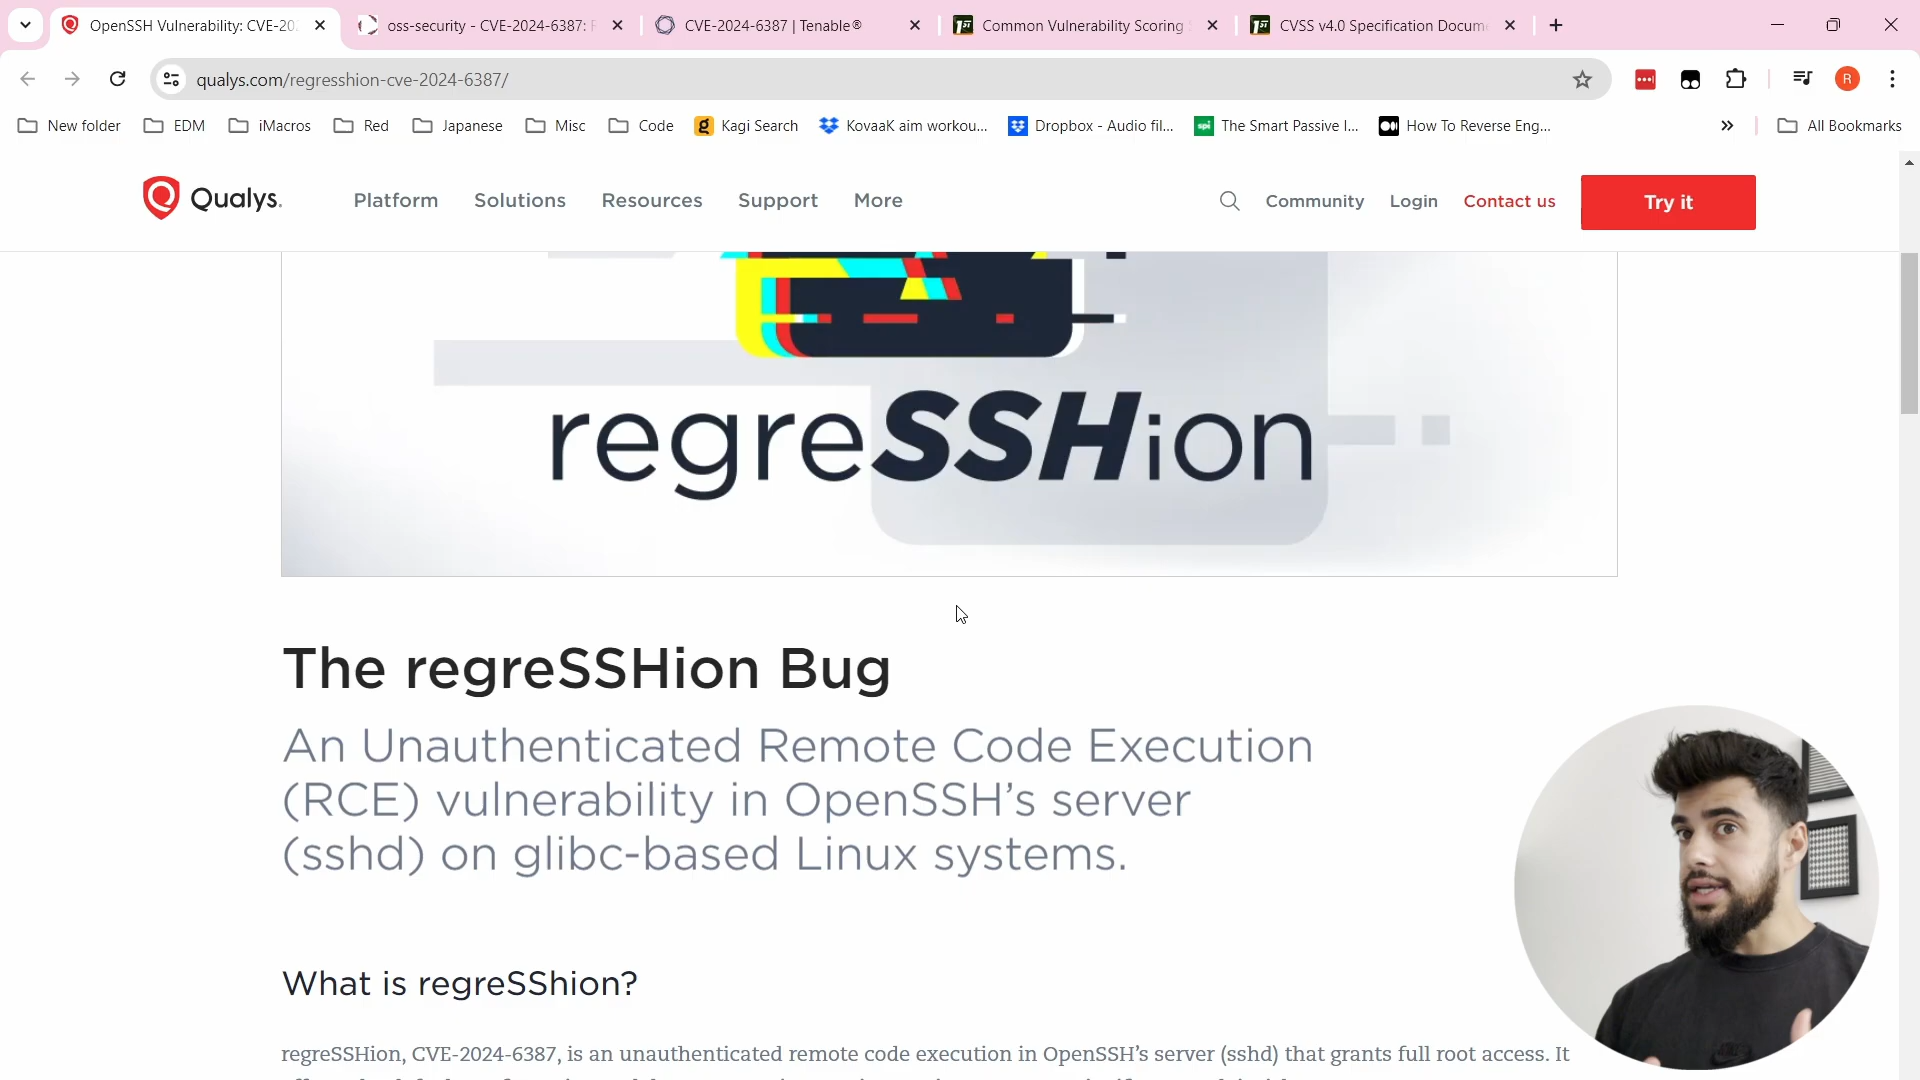 OpenSSH Vulnerability: CVE-20
oss-security - CVE-2024-6387:
CVE-2024-6387 | Tenable®
Common Vulnerability Scoring
CVSS v4.0 Specification Docum
qualys.com/regresshion-cve-2024-6387/
R
New folder
EDM
iMacros
Red
Japanese
Misc
Code
Kagi Search
KovaaK aim workou...
Dropbox - Audio fil...
spi
The Smart Passive I...
How To Reverse Eng...
All Bookmarks
Qualys.
Platform
Solutions
Resources
Support
More
Community
Login
Contact us
Try it
regreSSHion
The regreSSHion Bug
An Unauthenticated Remote Code Execution
(RCE) vulnerability in OpenSSH’s server
(sshd) on glibc-based Linux systems.
What is regreSShion?
regreSSHion, CVE-2024-6387, is an unauthenticated remote code execution in OpenSSH’s server (sshd) that grants full root access. It